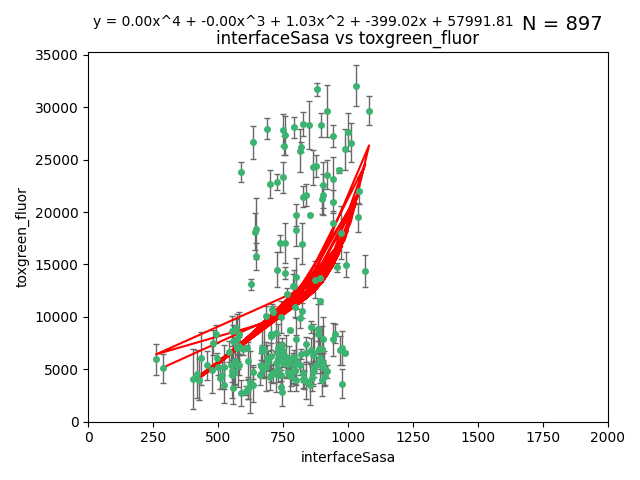 y = 0.00x^4 + -0.00x^3 + 1.03x^2 + -399.02x + 57991.81 N = 897
interfaceSasa vs toxgreen_fluor
35000
30000
25000
20000
15000
10000
5000
0
toxgreen_fluor
0 250 500 750 1000 1250 1500 1750 2000
interfaceSasa